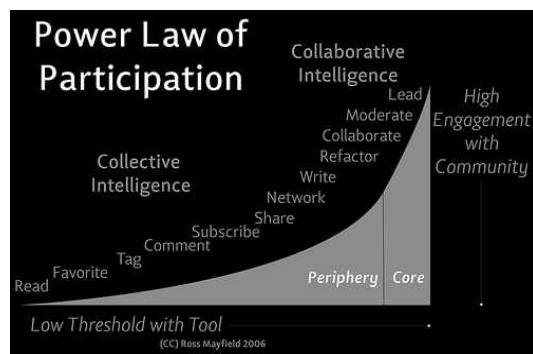 Power Law of
Participation
Collaborative
Intelligence
Lead
Moderate
Collaborate
Refactor
Write
Network
Share
Subscribe
Comment
Tag
Favorite
Read
Collective
Intelligence
High
Engagement
with
Community
Periphery
Core
Low Threshold with Tool
(CC) Ross Mayfield 2006